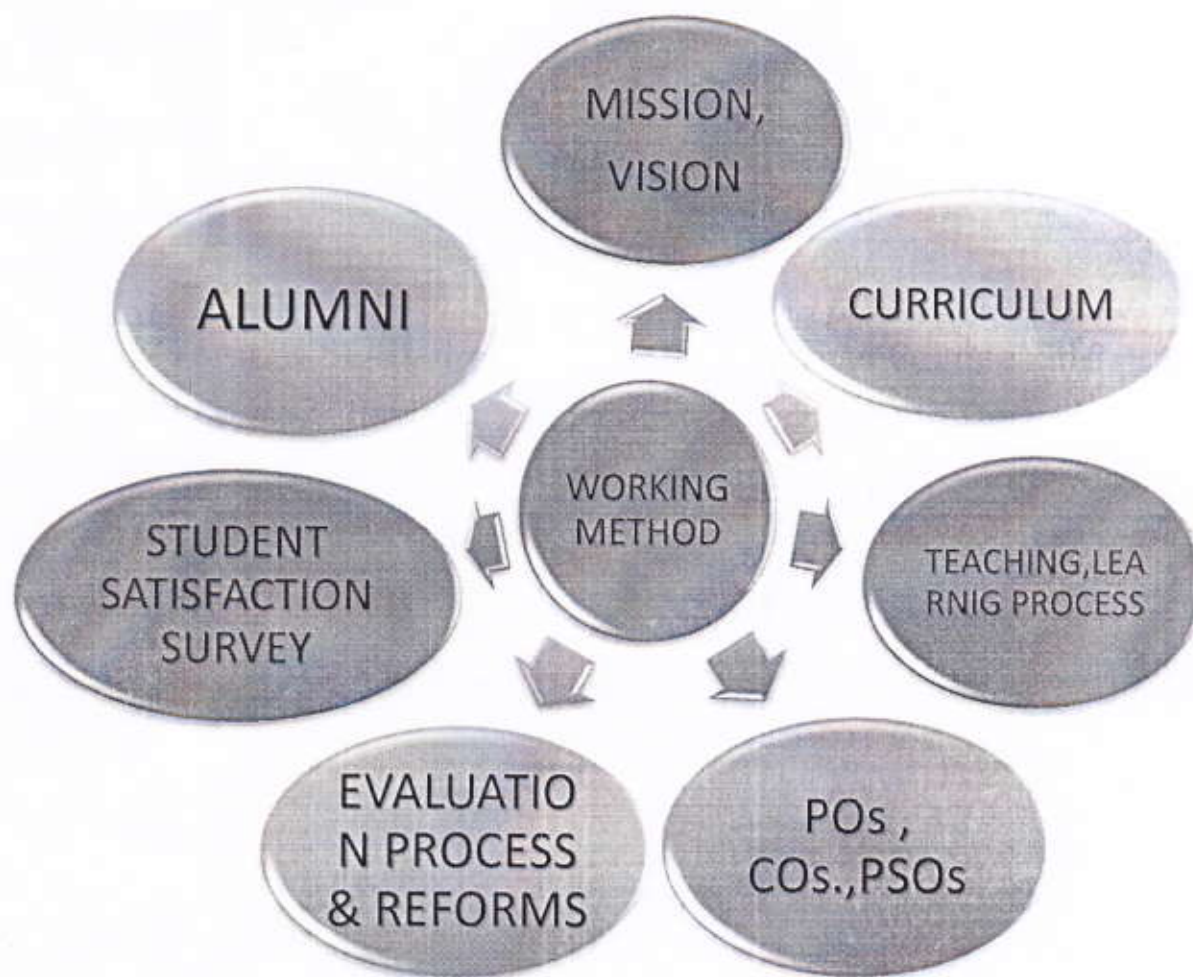 MISSION,
VISION
ALUMNI
CURRICULUM
WORKING
METHOD
STUDENT
SATISFACTION
SURVEY
TEACHING,LEA
RNIG PROCESS
EVALUATIO
N PROCESS
& REFORMS
POs ,
COs.,PSOs